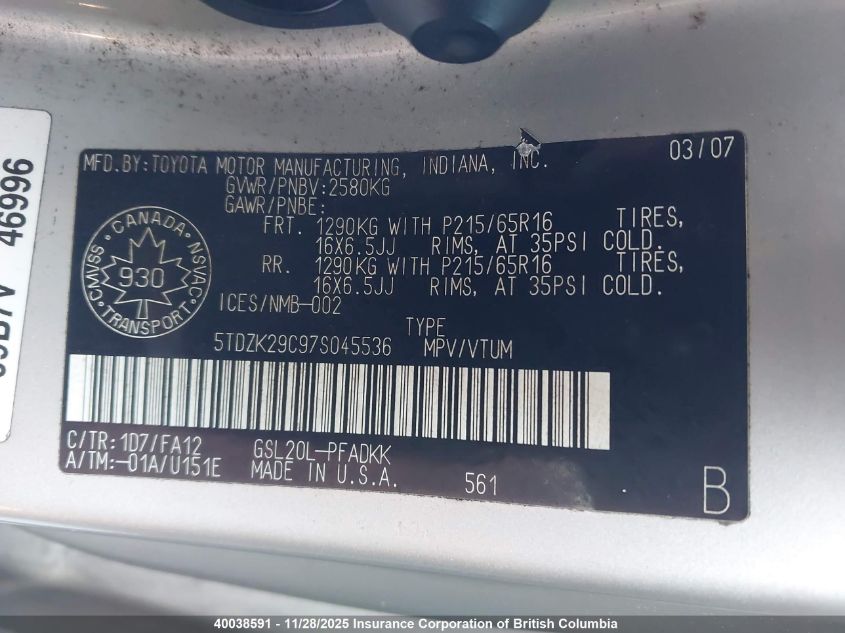 MFD.BY:TOYOTA MOTOR MANUFACTURING, INDIANA, INC. 03/07
GVWR/PNBV:2580KG
GAWR/PNBE:
FRT. 1290KG WITH P215/65R16 TIRES,
16X6.5JJ RIMS, AT 35PSI COLD.
RR. 1290KG WITH P215/65R16 TIRES,
16X6.5JJ RIMS, AT 35PSI COLD.
CANADA
CMVSS 930 NSVAC
TRANSPORT
ICES/NMB-002
TYPE
5TDZK29C97S045536 MPV/VTUM
C/TR:1D7/FA12 GSL20L-PFADKK
A/TM:-01A/U151E MADE IN U.S.A. 561 B
46996
40038591 - 11/28/2025 Insurance Corporation of British Columbia